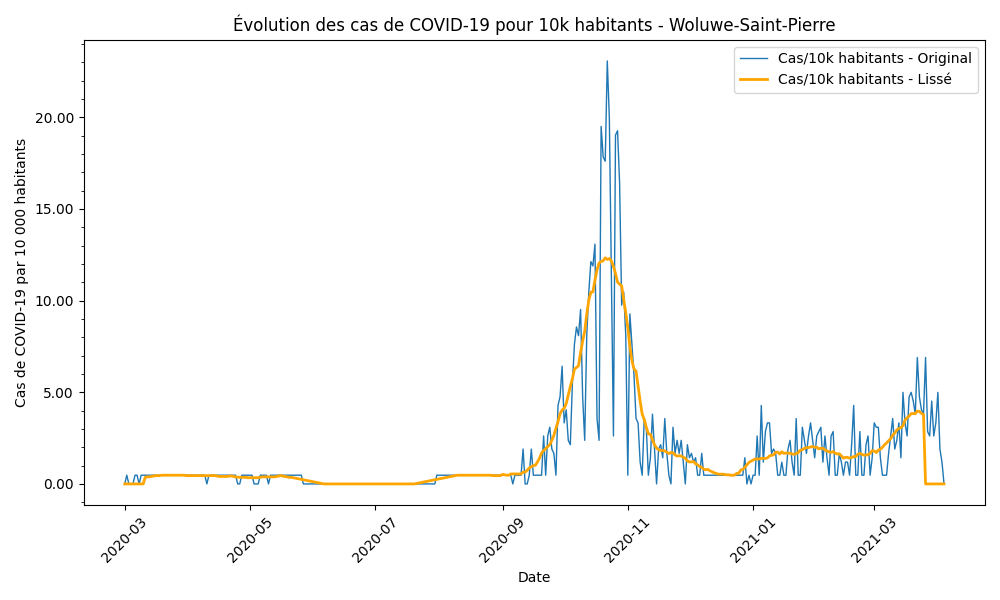 Évolution des cas de COVID-19 pour 10k habitants - Woluwe-Saint-Pierre
Cas/10k habitants - Original
Cas/10k habitants - Lissé
Cas de COVID-19 par 10 000 habitants
20.00
15.00
10.00
5.00
0.00
2020-03
2020-05
2020-07
2020-09
2020-11
2021-01
2021-03
Date